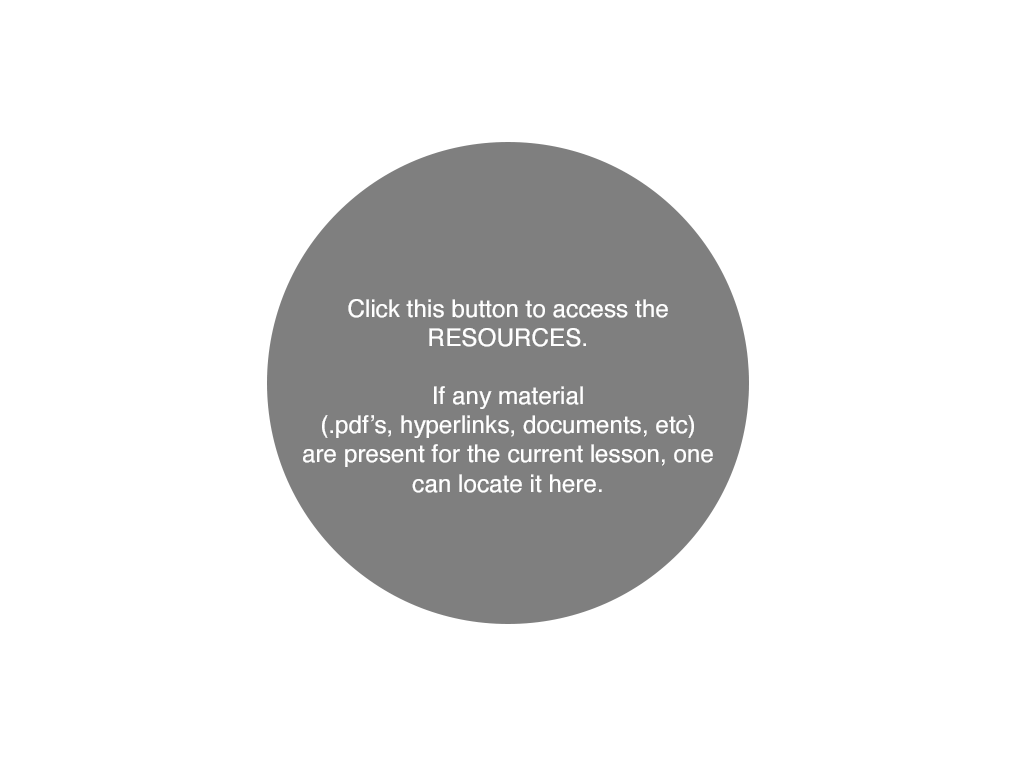 Click this button to access the
RESOURCES.
If any material
(.pdf’s, hyperlinks, documents, etc)
are present for the current lesson, one
can locate it here.